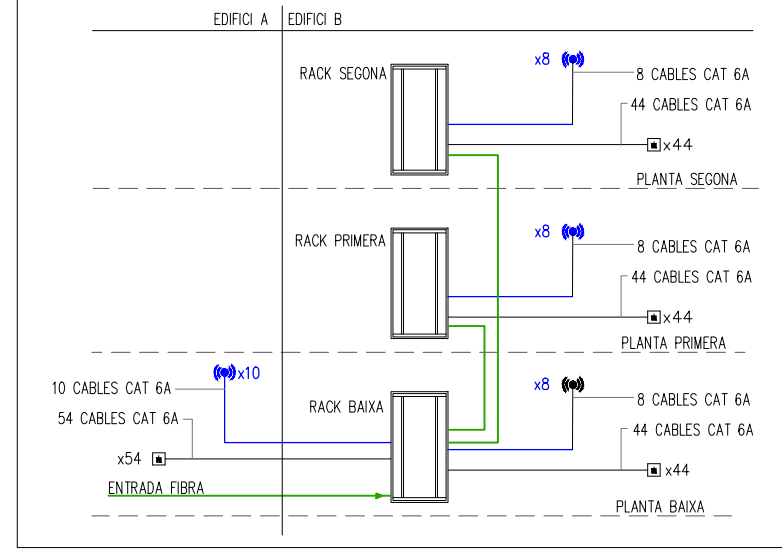 EDIFICI A
EDIFICI B
RACK SEGONA
x8
8 CABLES CAT 6A
44 CABLES CAT 6A
x44
PLANTA SEGONA
RACK PRIMERA
x8
8 CABLES CAT 6A
44 CABLES CAT 6A
x44
PLANTA PRIMERA
x10
10 CABLES CAT 6A
54 CABLES CAT 6A
x54
ENTRADA FIBRA
RACK BAIXA
x8
8 CABLES CAT 6A
44 CABLES CAT 6A
x44
PLANTA BAIXA